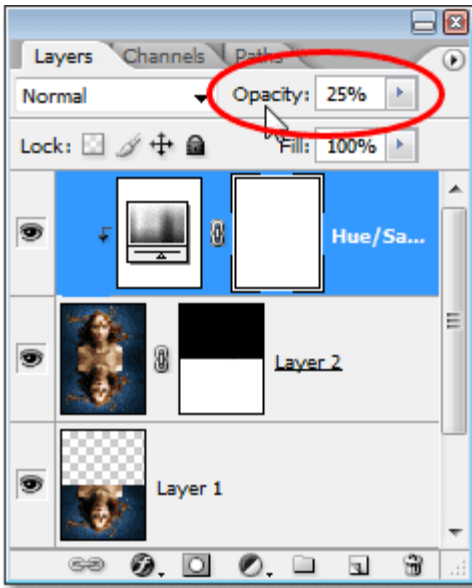 Layers Channels Paths
Normal Opacity: 25%
Lock: Fill: 100%
Hue/Sa...
Layer 2
Layer 1